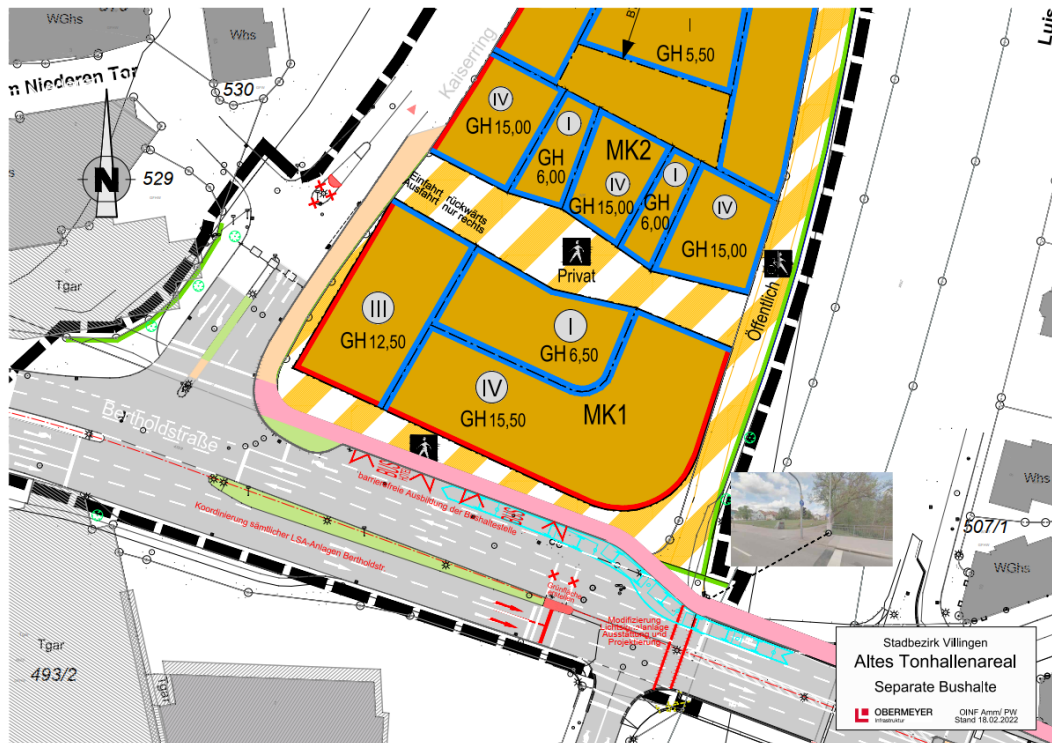 WGHs
Whs
530
m Niederen Tor
N
529
Tgar
Kaiserring
I
GH 5,50
IV
GH 15,00
I
GH
6,00
MK2
IV
GH 15,00
I
GH
6,00
IV
GH 15,00
Einfahrt rückwärts
Ausfahrt nur rechts
Privat
Öffentlich
III
GH 12,50
I
GH 6,50
IV
GH 15,50
MK1
Bertholdstraße
barrierefreie Ausbildung der Bushaltestelle
Koordinierung sämtlicher LSA-Anlagen Bertholdstr.
Grünfläche
Modifizierung
Lichtsignalanlage
Ausstattung und
Projektierung
Luis
Whs
507/1
WGHs
Tgar
493/2
Tgar
Stadbezirk Villingen
Altes Tonhallenareal
Separate Bushalte
OBERMEYER
Infrastruktur
OINF Amm/ PW
Stand 18.02.2022